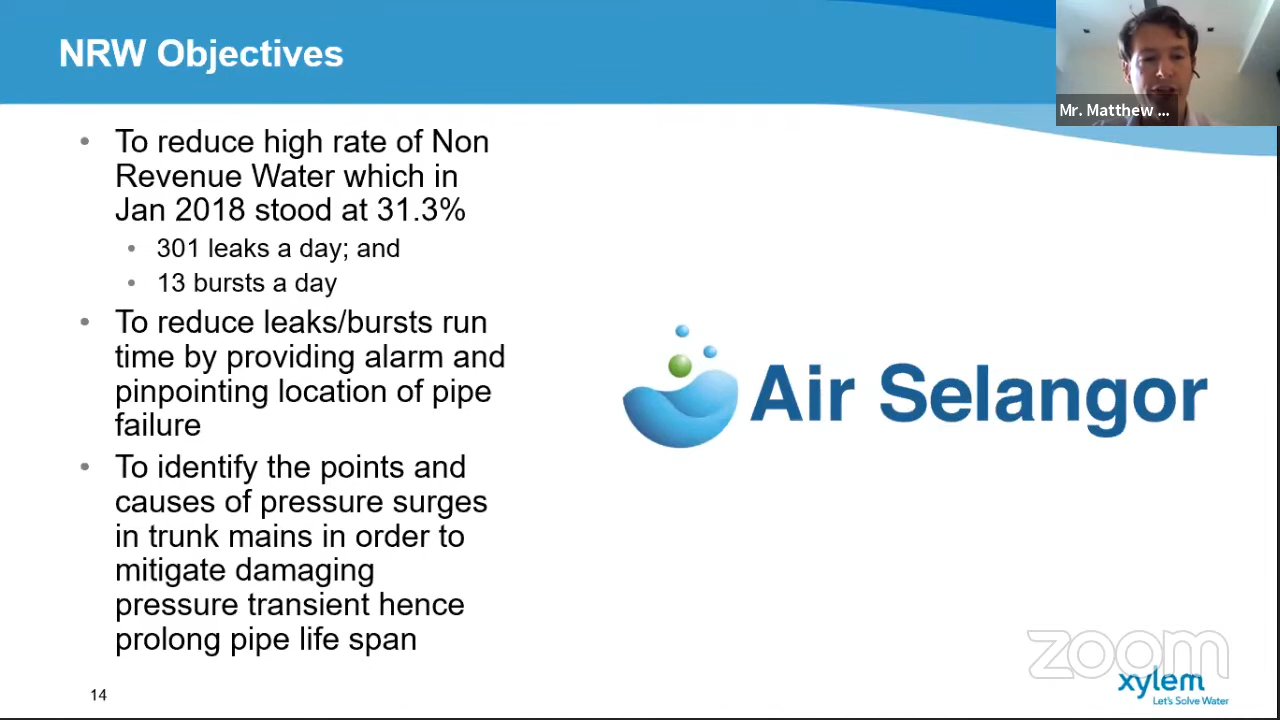 NRW Objectives
Mr. Matthew ...
• To reduce high rate of Non
Revenue Water which in
Jan 2018 stood at 31.3%
• 301 leaks a day; and
• 13 bursts a day
• To reduce leaks/bursts run
time by providing alarm and
pinpointing location of pipe
failure
• To identify the points and
causes of pressure surges
in trunk mains in order to
mitigate damaging
pressure transient hence
prolong pipe life span
Air Selangor
zoom
xylem
Let's Solve Water
14